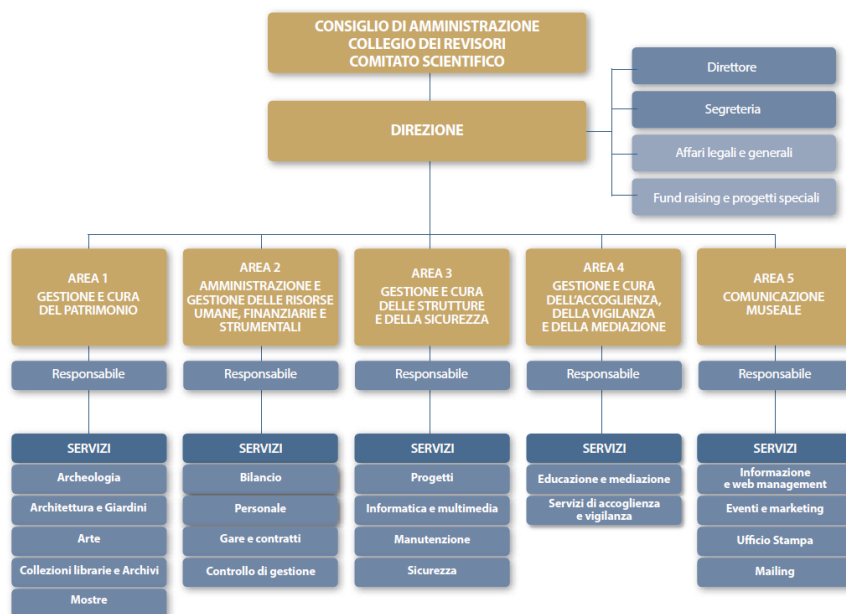 CONSIGLIO DI AMMINISTRAZIONE
COLLEGIO DEI REVISORI
COMITATO SCIENTIFICO
DIREZIONE
Direttore
Segreteria
Affari legali e generali
Fund raising e progetti speciali
AREA 1
GESTIONE E CURA
DEL PATRIMONIO
AREA 2
AMMINISTRAZIONE E
GESTIONE DELLE RISORSE
UMANE, FINANZIARIE E
STRUMENTALI
AREA 3
GESTIONE E CURA
DELLE STRUTTURE
E DELLA SICUREZZA
AREA 4
GESTIONE E CURA
DELL'ACCOGLIENZA,
DELLA VIGILANZA
E DELLA MEDIAZIONE
AREA 5
COMUNICAZIONE
MUSEALE
Responsabile
Responsabile
Responsabile
Responsabile
Responsabile
SERVIZI
Archeologia
Architettura e Giardini
Arte
Collezioni librarie e Archivi
Mostre
SERVIZI
Bilancio
Personale
Gare e contratti
Controllo di gestione
SERVIZI
Progetti
Informatica e multimedia
Manutenzione
Sicurezza
SERVIZI
Educazione e mediazione
Servizi di accoglienza
e vigilanza
SERVIZI
Informazione
e web management
Eventi e marketing
Ufficio Stampa
Mailing